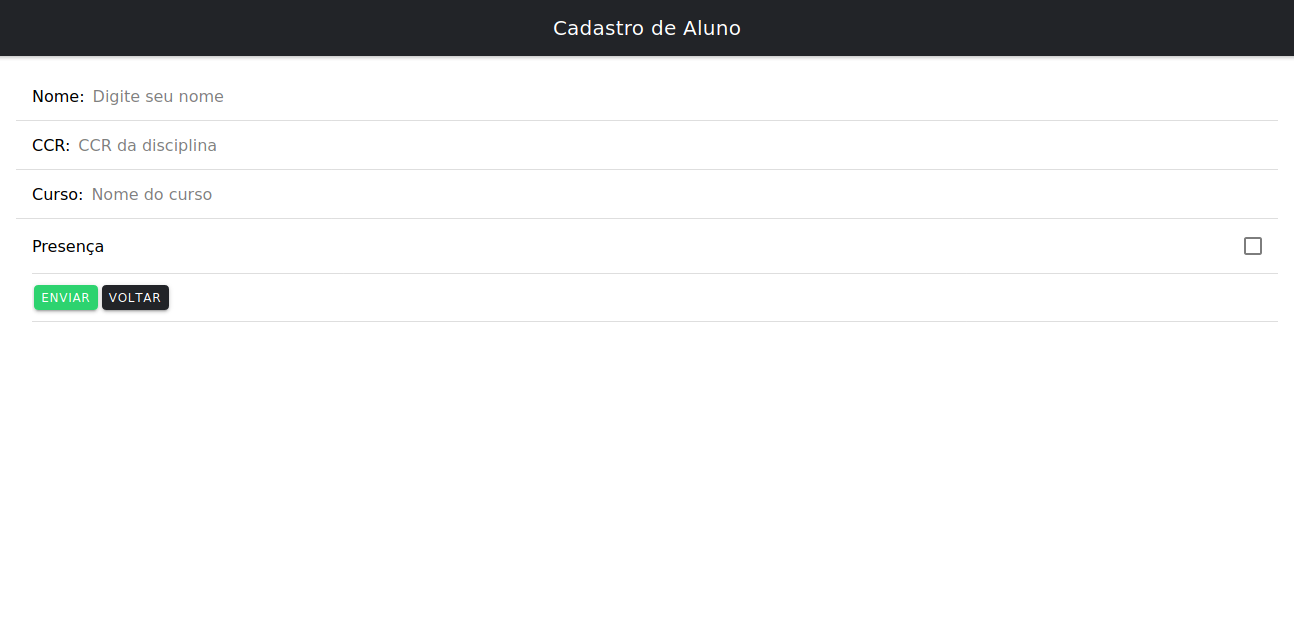 Cadastro de Aluno
Nome: Digite seu nome
CCR: CCR da disciplina
Curso: Nome do curso
Presença
ENVIAR VOLTAR